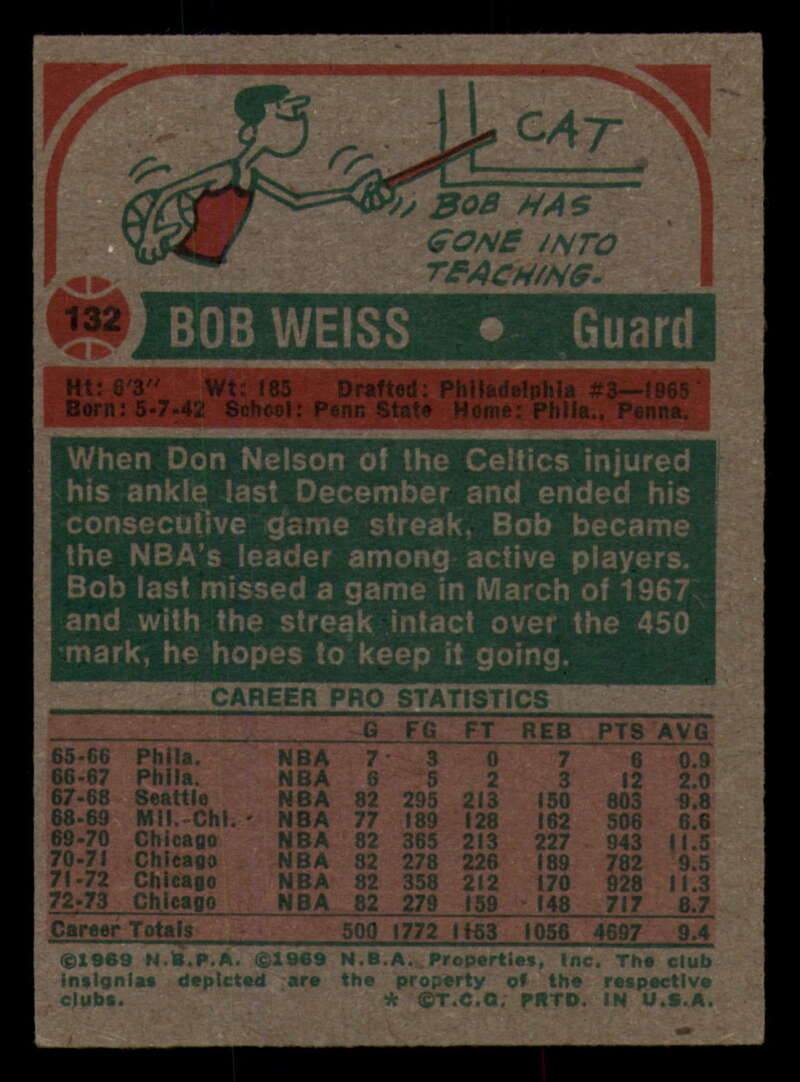 CAT
BOB HAS
GONE INTO
TEACHING.
132 BOB WEISS • Guard
Ht: 6'3" Wt: 185 Drafted: Philadelphia #3—1965
Born: 5-7-42 School: Penn State Home: Phila., Penna.
When Don Nelson of the Celtics injured
his ankle last December and ended his
consecutive game streak, Bob became
the NBA's leader among active players.
Bob last missed a game in March of 1967
and with the streak intact over the 450
mark, he hopes to keep it going.
CAREER PRO STATISTICS
G FG FT REB PTS AVG
65-66 Phila. NBA 7 3 0 7 6 0.9
66-67 Phila. NBA 6 5 2 3 12 2.0
67-68 Seattle NBA 82 295 213 150 803 9.8
68-69 Mil.-Chi. NBA 77 189 128 162 506 6.6
69-70 Chicago NBA 82 365 213 227 943 11.5
70-71 Chicago NBA 82 278 226 189 782 9.5
71-72 Chicago NBA 82 358 212 170 928 11.3
72-73 Chicago NBA 82 279 159 148 717 8.7
Career Totals 500 1772 1153 1056 4697 9.4
©1969 N.B.P.A. ©1969 N.B.A. Properties, Inc. The club
insignias depicted are the property of the respective
clubs. * ©T.C.G. PRTD. IN U.S.A.